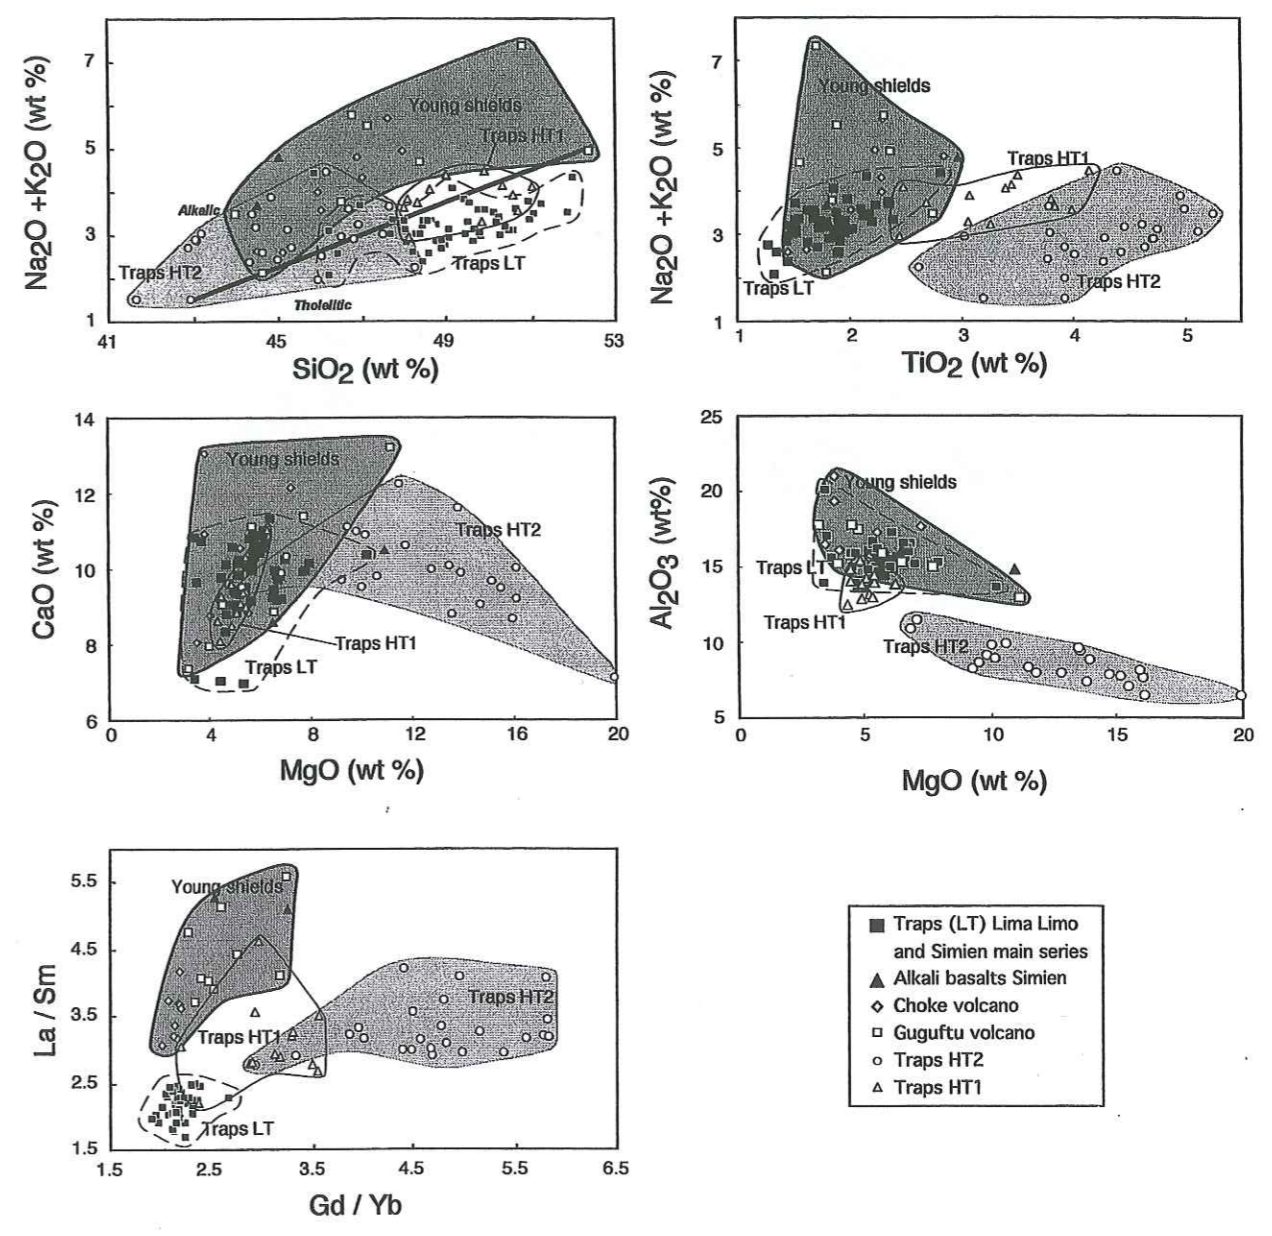 Na2O +K2O (wt %)
7
5
3
1
Young shields
Traps HT1
Alkalic
Traps HT2
Traps LT
Tholeiitic
41
45
49
53
SiO2 (wt %)
Na2O +K2O (wt %)
7
5
3
1
Young shields
Traps HT1
Traps LT
Traps HT2
1
2
3
4
5
TiO2 (wt %)
CaO (wt %)
14
12
10
8
6
Young shields
Traps HT2
Traps HT1
Traps LT
0
4
8
12
16
20
MgO (wt %)
Al2O3 (wt%)
25
20
15
10
5
Young shields
Traps LT
Traps HT1
Traps HT2
0
5
10
15
20
MgO (wt %)
La / Sm
5.5
4.5
3.5
2.5
1.5
Young shields
Traps HT2
Traps HT1
Traps LT
1.5
2.5
3.5
4.5
5.5
6.5
Gd / Yb
Traps (LT) Lima Limo
and Simien main series
Alkali basalts Simien
Choke volcano
Guguftu volcano
Traps HT2
Traps HT1